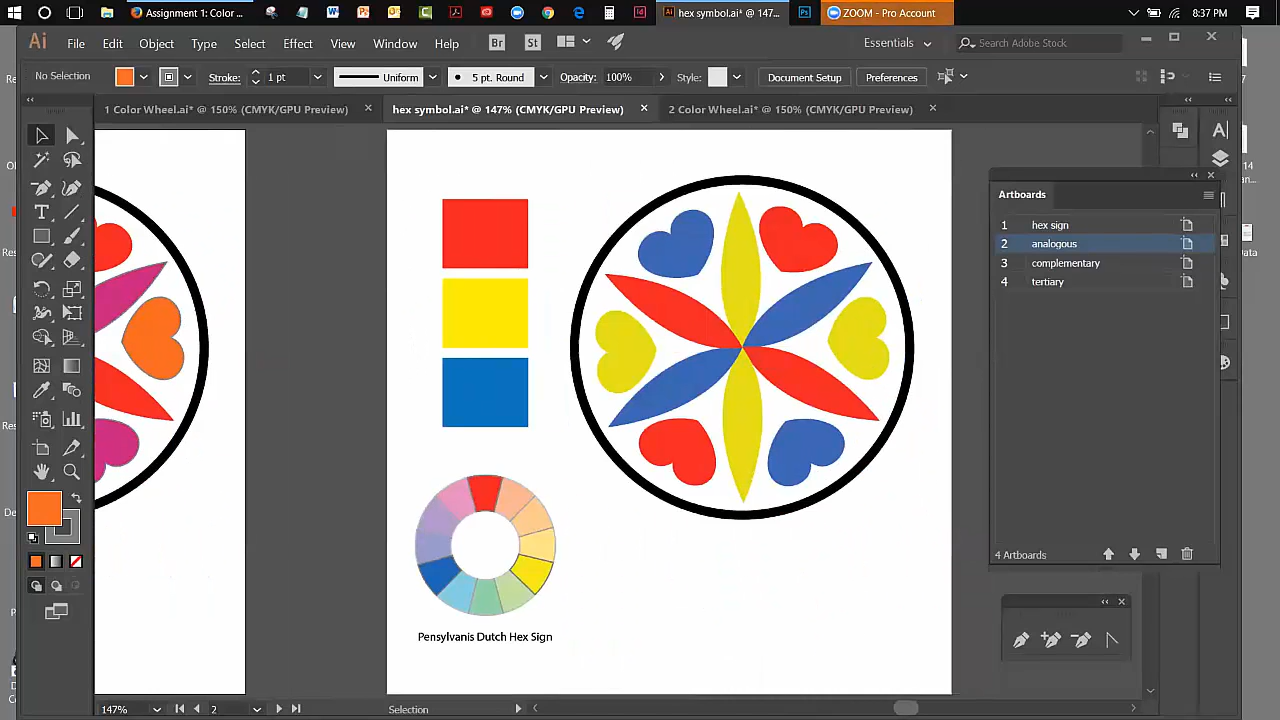 Assignment 1: Color ...
hex symbol.ai* @ 147...
ZOOM - Pro Account
8:37 PM
Ai
File Edit Object Type Select Effect View Window Help
Br St
Essentials
Search Adobe Stock
No Selection
Stroke: 1 pt
Uniform
5 pt. Round
Opacity: 100%
Style:
Document Setup
Preferences
1 Color Wheel.ai* @ 150% (CMYK/GPU Preview)
hex symbol.ai* @ 147% (CMYK/GPU Preview)
2 Color Wheel.ai* @ 150% (CMYK/GPU Preview)
Artboards
1 hex sign
2 analogous
3 complementary
4 tertiary
4 Artboards
Pensylvanis Dutch Hex Sign
147%
2
Selection